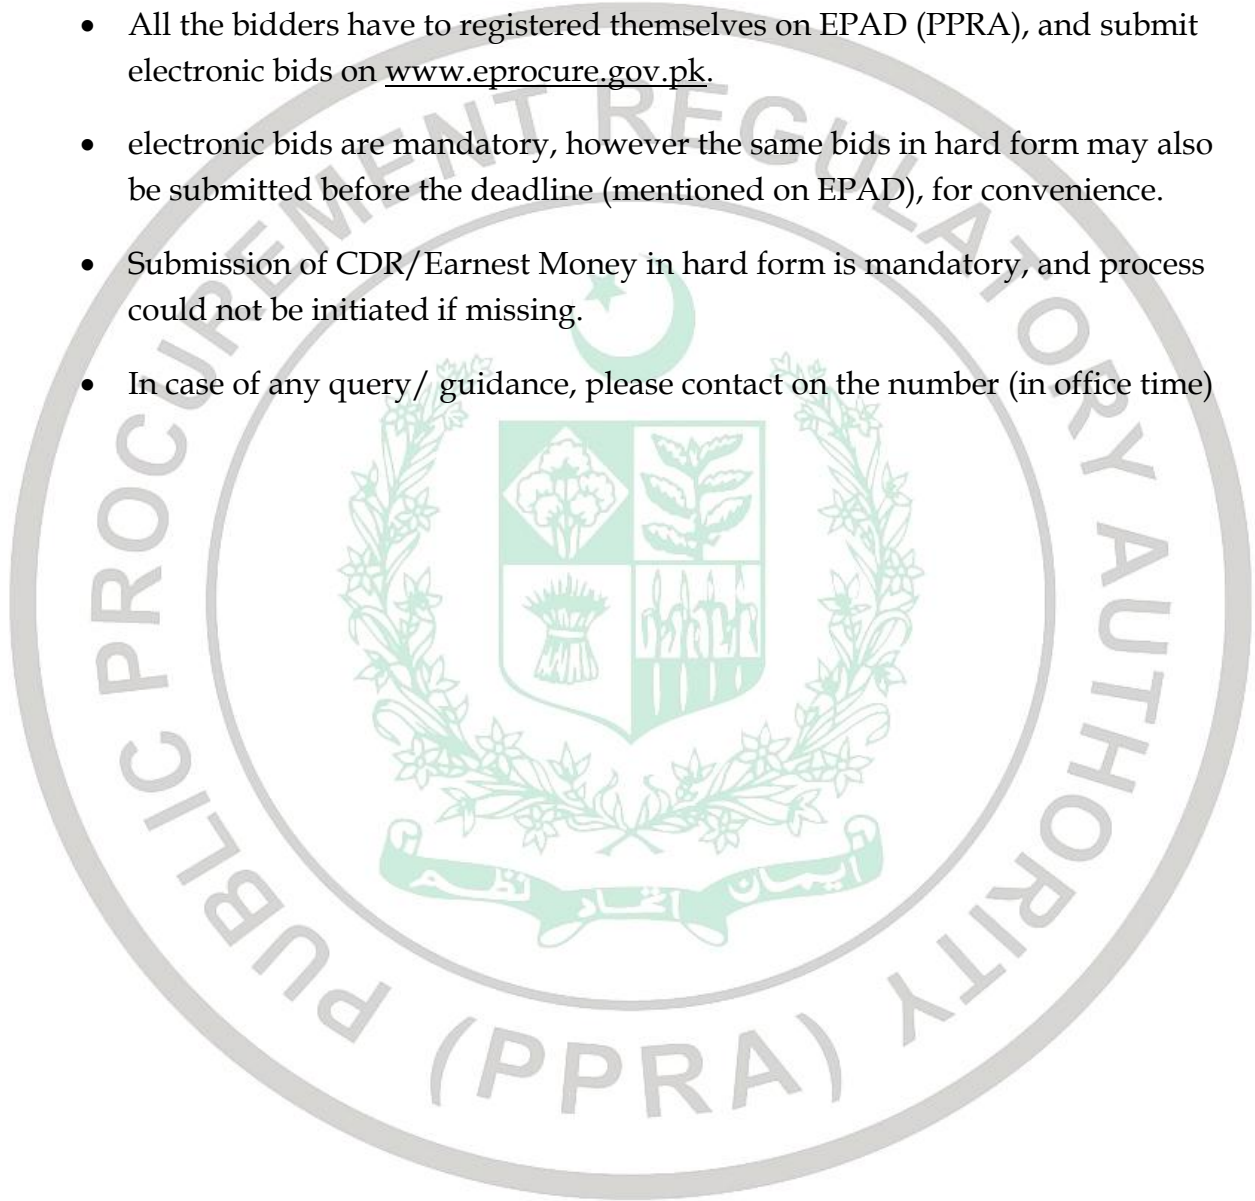 • All the bidders have to registered themselves on EPAD (PPRA), and submit
electronic bids on www.eprocure.gov.pk.
• electronic bids are mandatory, however the same bids in hard form may also
be submitted before the deadline (mentioned on EPAD), for convenience.
• Submission of CDR/Earnest Money in hard form is mandatory, and process
could not be initiated if missing.
• In case of any query/ guidance, please contact on the number (in office time)
PUBLIC PROCUREMENT REGULATORY AUTHORITY
ایمان اتحاد نظم
(PPRA)